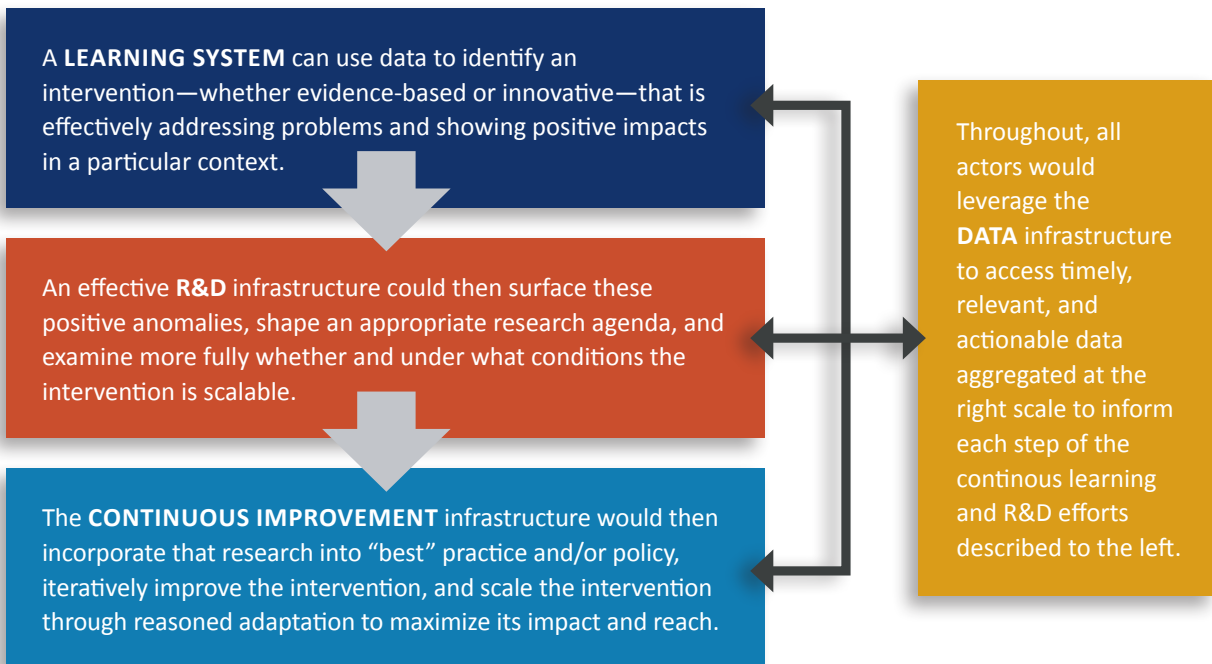 A LEARNING SYSTEM can use data to identify an
intervention—whether evidence-based or innovative—that is
effectively addressing problems and showing positive impacts
in a particular context.
An effective R&D infrastructure could then surface these
positive anomalies, shape an appropriate research agenda, and
examine more fully whether and under what conditions the
intervention is scalable.
The CONTINUOUS IMPROVEMENT infrastructure would then
incorporate that research into “best” practice and/or policy,
iteratively improve the intervention, and scale the intervention
through reasoned adaptation to maximize its impact and reach.
Throughout, all
actors would
leverage the
DATA infrastructure
to access timely,
relevant, and
actionable data
aggregated at the
right scale to inform
each step of the
continous learning
and R&D efforts
described to the left.